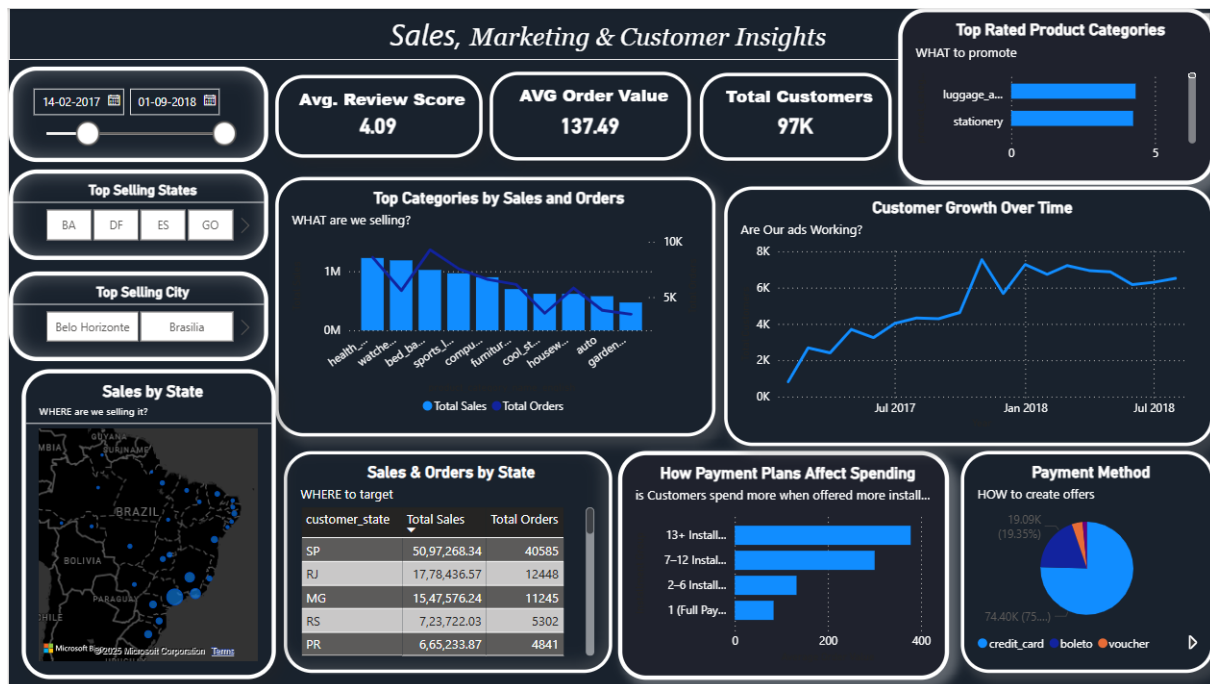 Sales, Marketing & Customer Insights
Top Rated Product Categories
WHAT to promote
luggage_a...
stationery
0 5
14-02-2017 01-09-2018
Avg. Review Score
4.09
AVG Order Value
137.49
Total Customers
97K
Top Selling States
BA DF ES GO
Top Selling City
Belo Horizonte Brasilia
Top Categories by Sales and Orders
WHAT are we selling?
10K
1M
5K
0M
health_...
watche...
bed_ba...
sports_l...
compu...
furnitur...
cool_st...
housew...
auto
garden...
Total Sales Total Orders
Customer Growth Over Time
Are Our ads Working?
8K
6K
4K
2K
0K
Jul 2017 Jan 2018 Jul 2018
Sales by State
WHERE are we selling it?
GUYANA
SURINAME
BRAZIL
BOLIVIA
PARAGUAY
© 2025 Microsoft Corporation Terms
Sales & Orders by State
WHERE to target
customer_state Total Sales Total Orders
SP 50,97,268.34 40585
RJ 17,78,436.57 12448
MG 15,47,576.24 11245
RS 7,23,722.03 5302
PR 6,65,233.87 4841
How Payment Plans Affect Spending
is Customers spend more when offered more install...
13+ Install...
7–12 Instal...
2–6 Install...
1 (Full Pay...
0 200 400
Payment Method
HOW to create offers
19.09K
(19.35%)
74.40K (75....)
credit_card boleto voucher